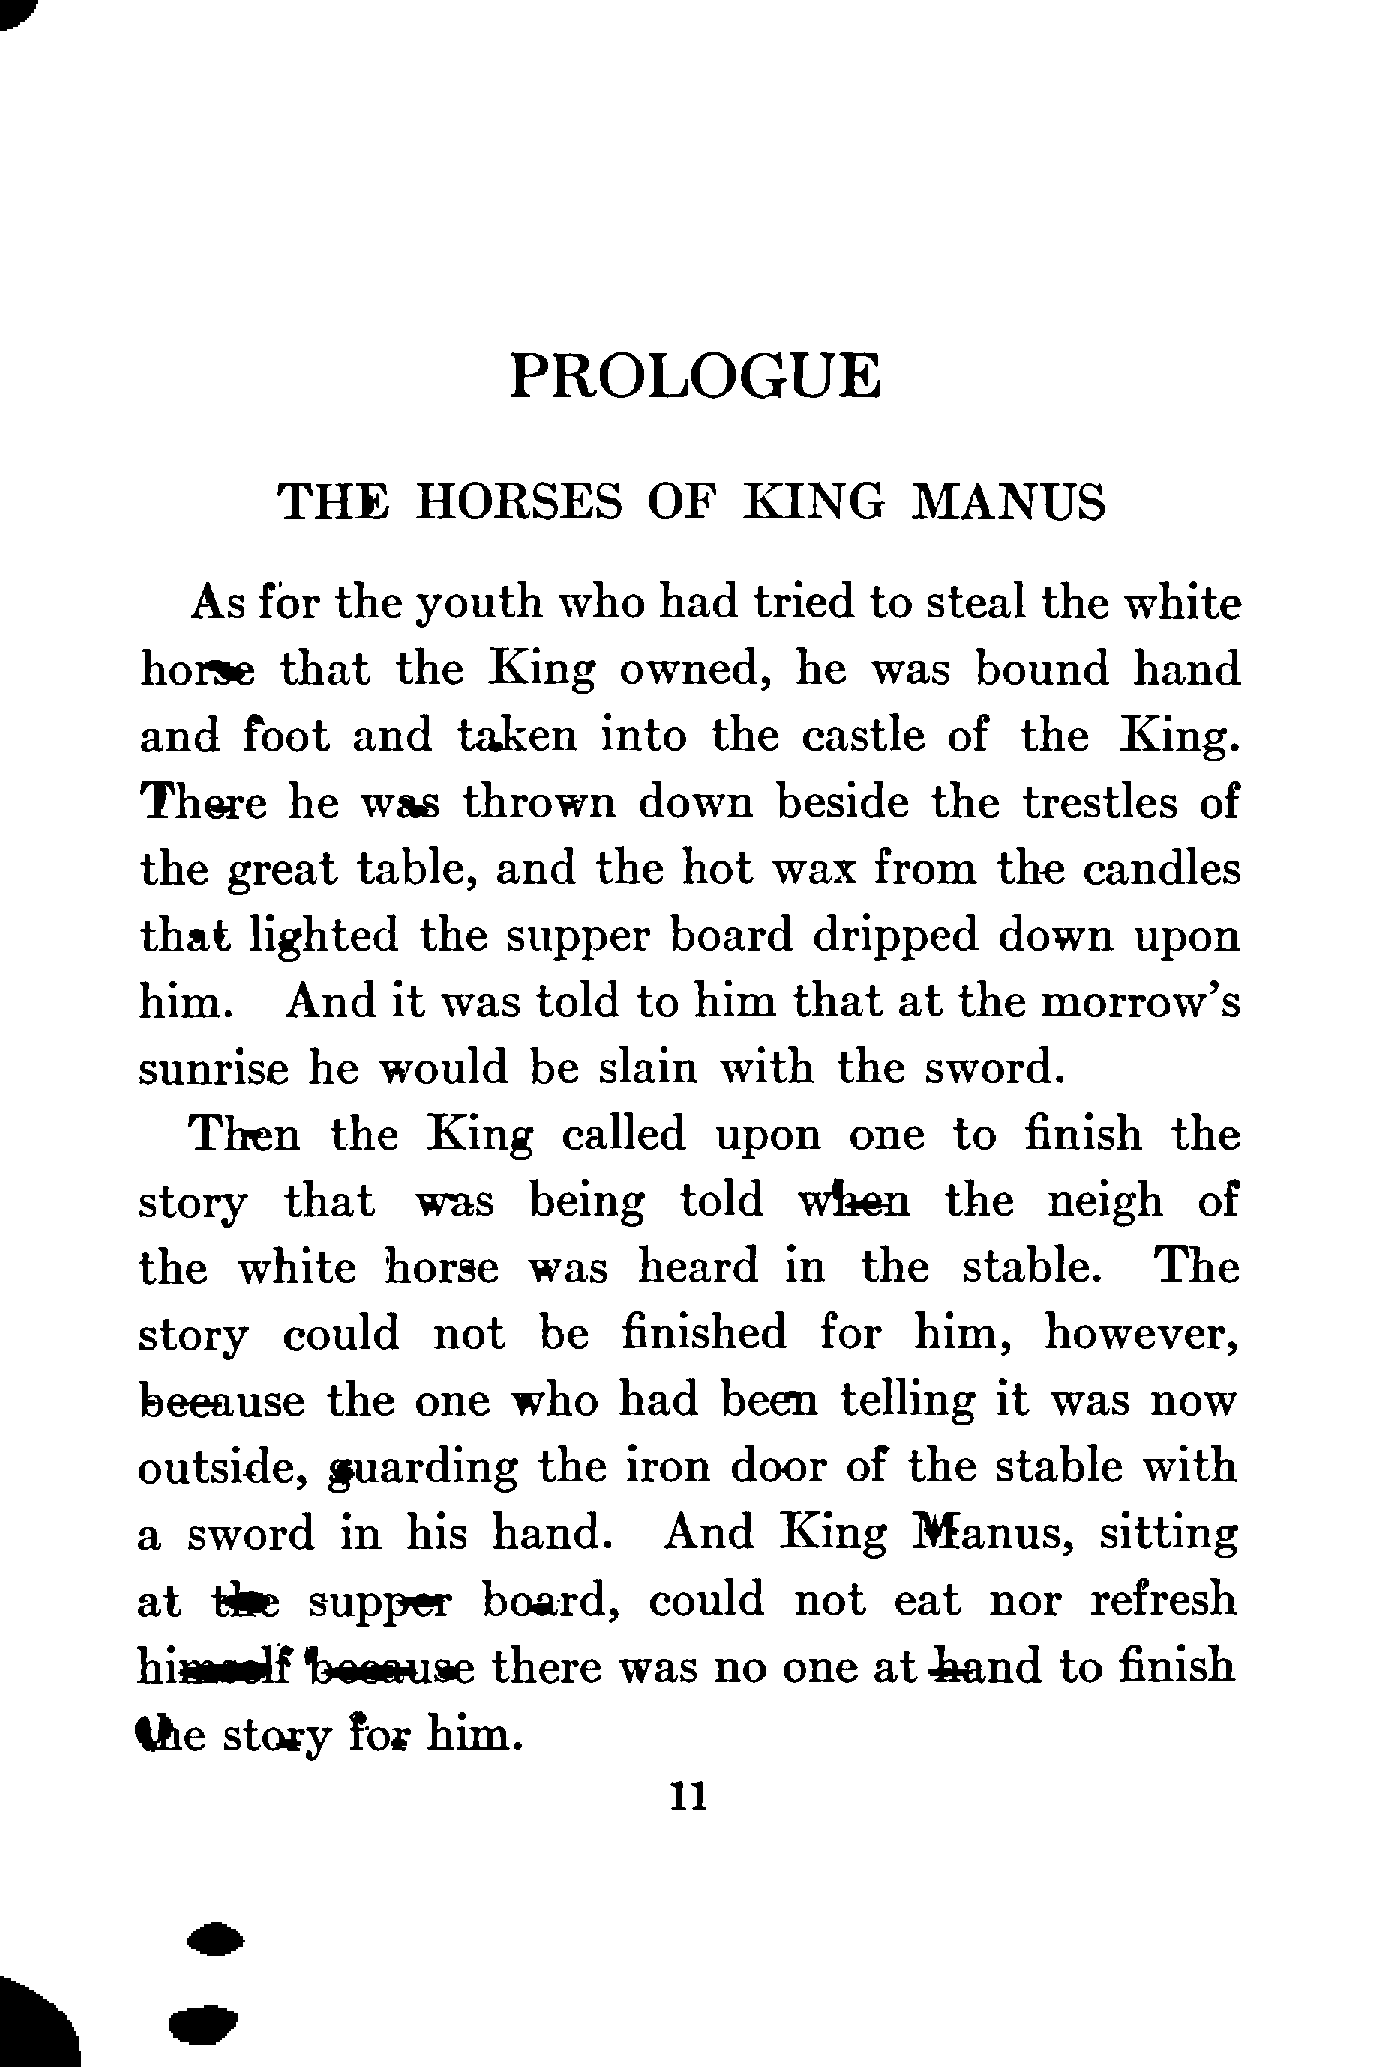 PROLOGUE
THE HORSES OF KING MANUS
As for the youth who had tried to steal the white
horse that the King owned, he was bound hand
and foot and taken into the castle of the King.
There he was thrown down beside the trestles of
the great table, and the hot wax from the candles
that lighted the supper board dripped down upon
him. And it was told to him that at the morrow's
sunrise he would be slain with the sword.
Then the King called upon one to finish the
story that was being told when the neigh of
the white horse was heard in the stable. The
story could not be finished for him, however,
because the one who had been telling it was now
outside, guarding the iron door of the stable with
a sword in his hand. And King Manus, sitting
at the supper board, could not eat nor refresh
himself because there was no one at hand to finish
the story for him.
11